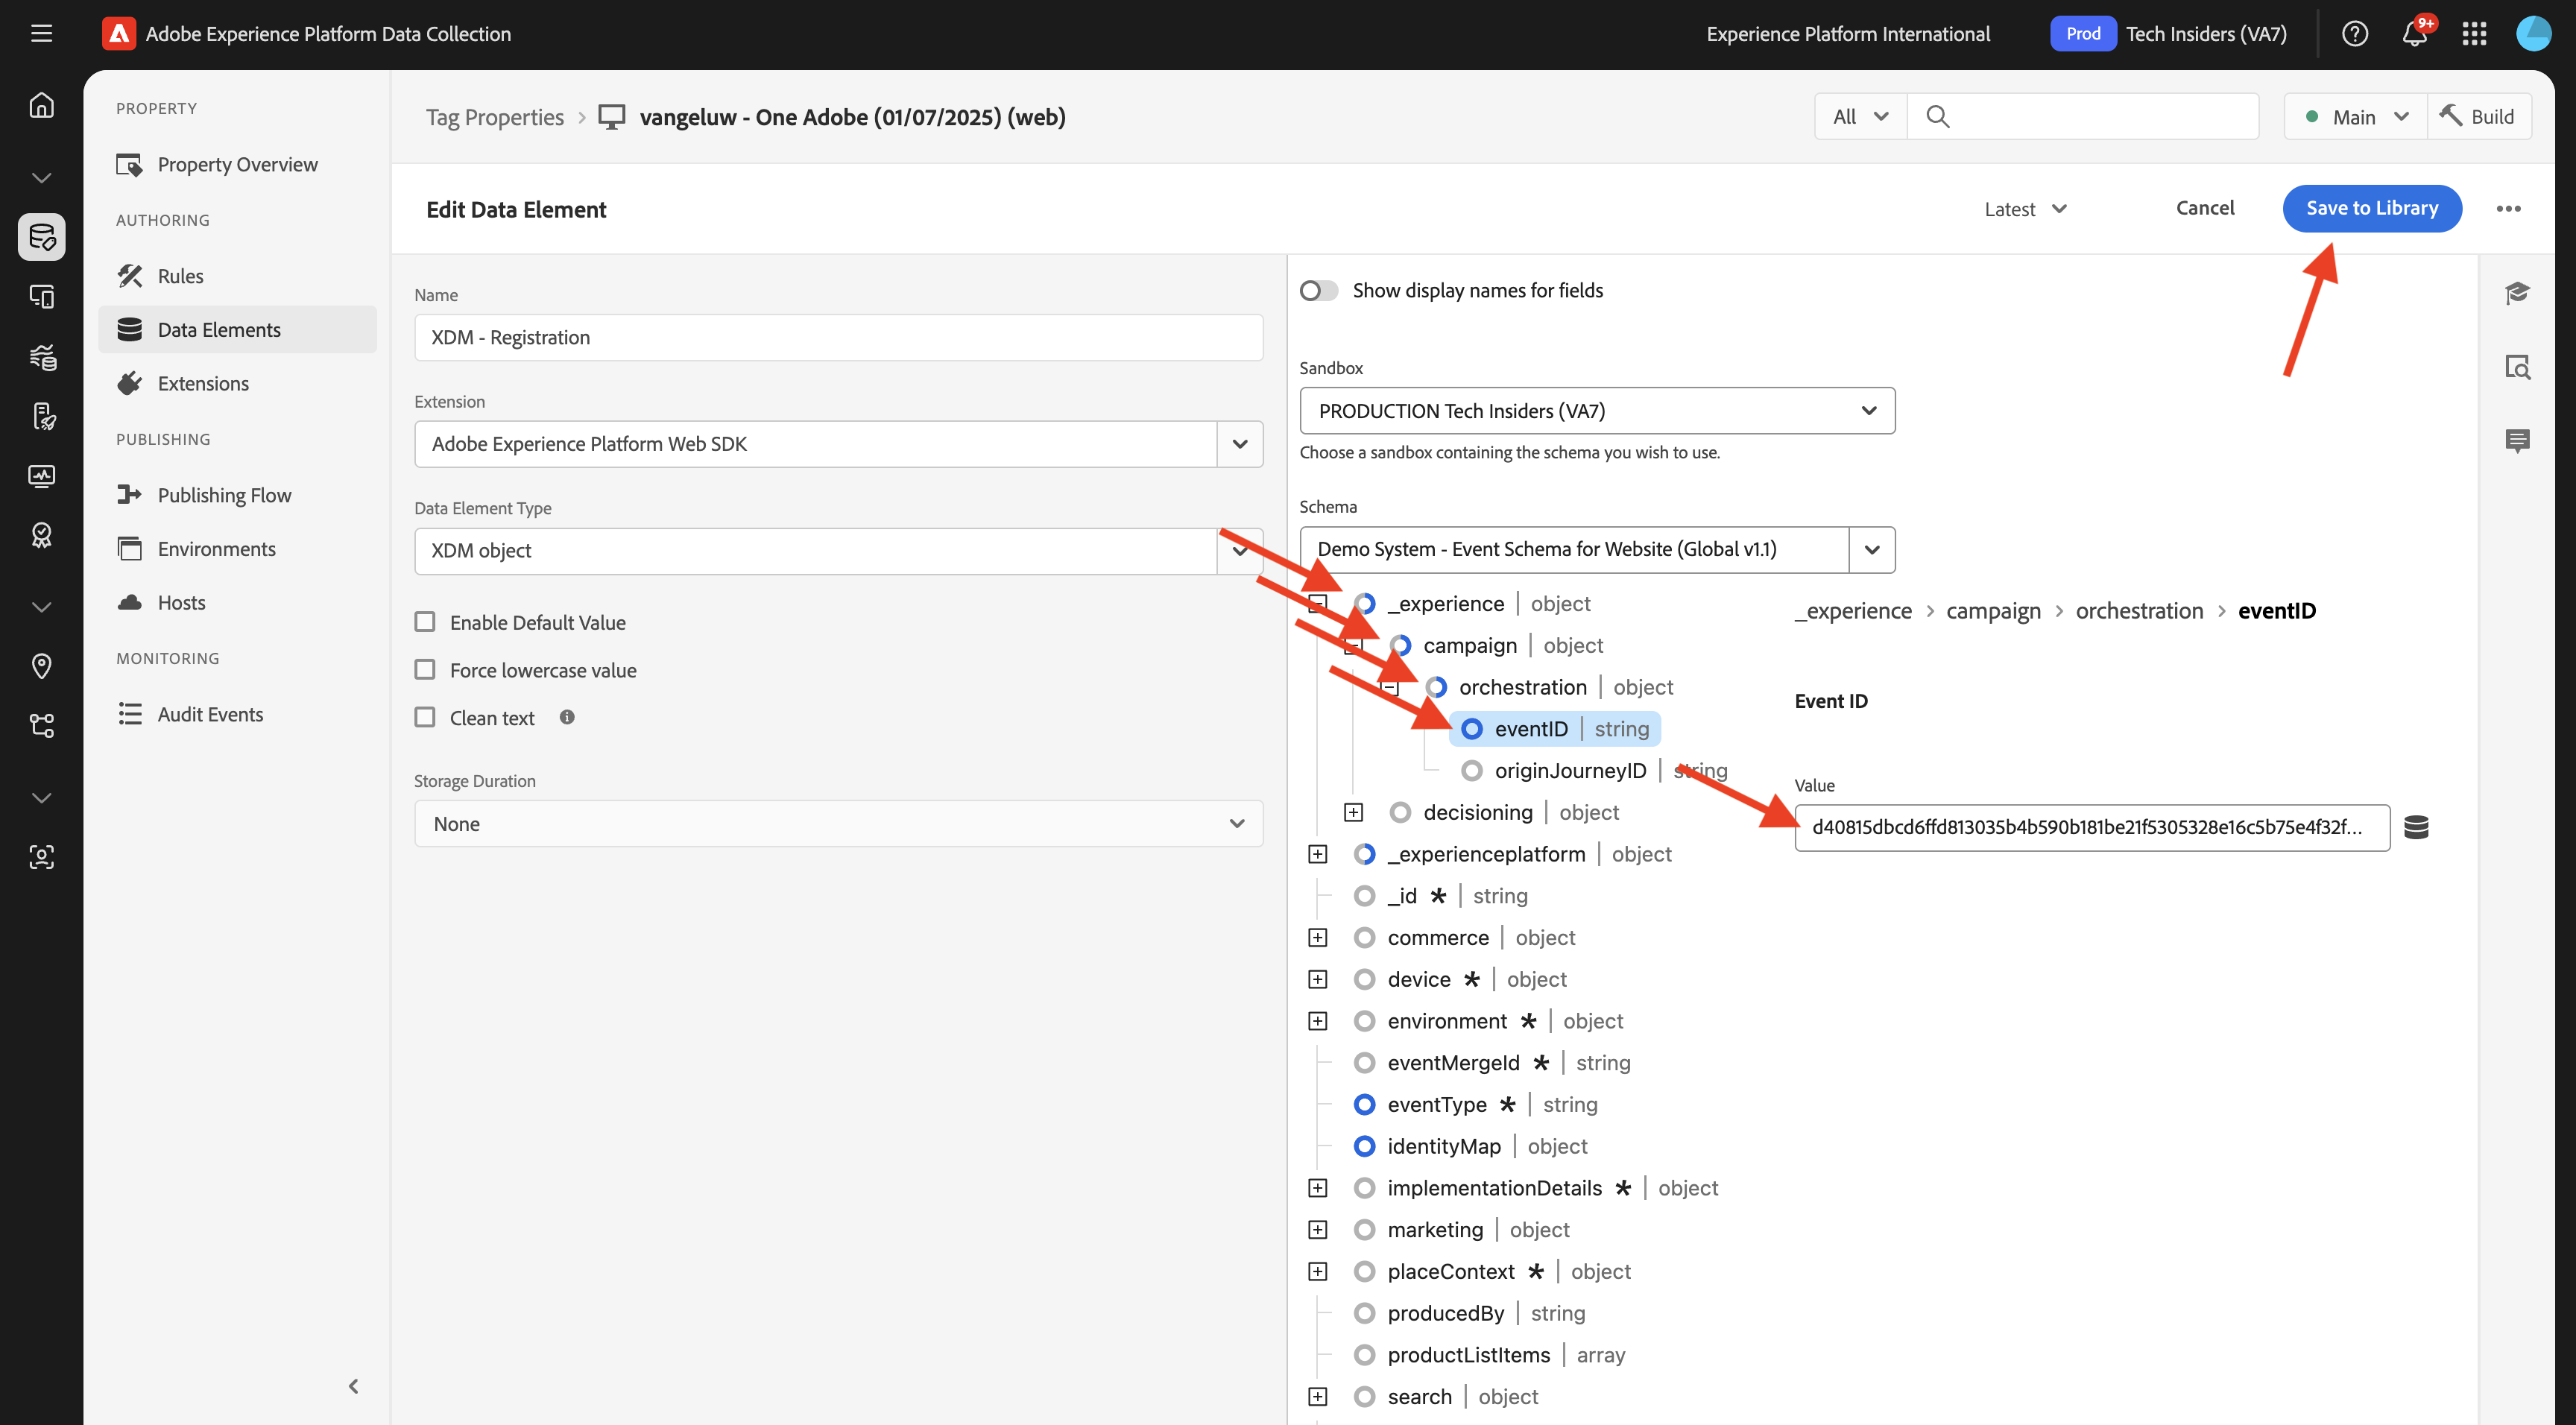 Adobe Experience Platform Data Collection
Experience Platform International
Prod
Tech Insiders (VA7)
9+
PROPERTY
Property Overview
AUTHORING
Rules
Data Elements
Extensions
PUBLISHING
Publishing Flow
Environments
Hosts
MONITORING
Audit Events
Tag Properties
vangeluw - One Adobe (01/07/2025) (web)
All
Main
Build
Edit Data Element
Latest
Cancel
Save to Library
Name
XDM - Registration
Extension
Adobe Experience Platform Web SDK
Data Element Type
XDM object
Enable Default Value
Force lowercase value
Clean text
Storage Duration
None
Show display names for fields
Sandbox
PRODUCTION Tech Insiders (VA7)
Choose a sandbox containing the schema you wish to use.
Schema
Demo System - Event Schema for Website (Global v1.1)
_experience | object
campaign | object
orchestration | object
eventID | string
originJourneyID | string
decisioning | object
_experienceplatform | object
_id * | string
commerce | object
device * | object
environment * | object
eventMergeId * | string
eventType * | string
identityMap | object
implementationDetails * | object
marketing | object
placeContext * | object
producedBy | string
productListItems | array
search | object
_experience > campaign > orchestration > eventID
Event ID
Value
d40815dbcd6ffd813035b4b590b181be21f5305328e16c5b75e4f32f...